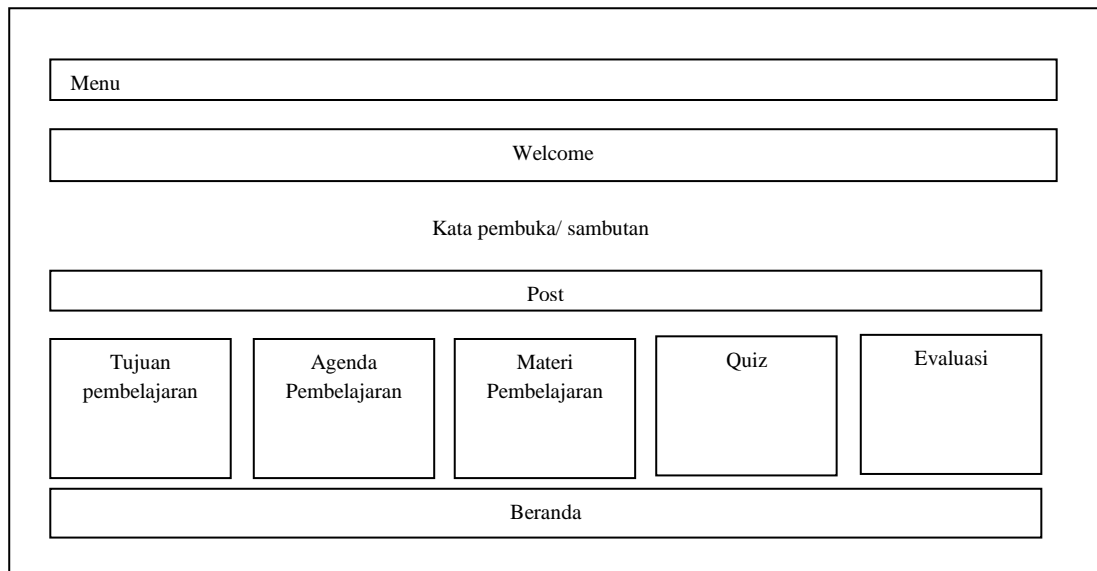 Menu
Welcome
Kata pembuka/ sambutan
Post
Tujuan
pembelajaran
Agenda
Pembelajaran
Materi
Pembelajaran
Quiz
Evaluasi
Beranda